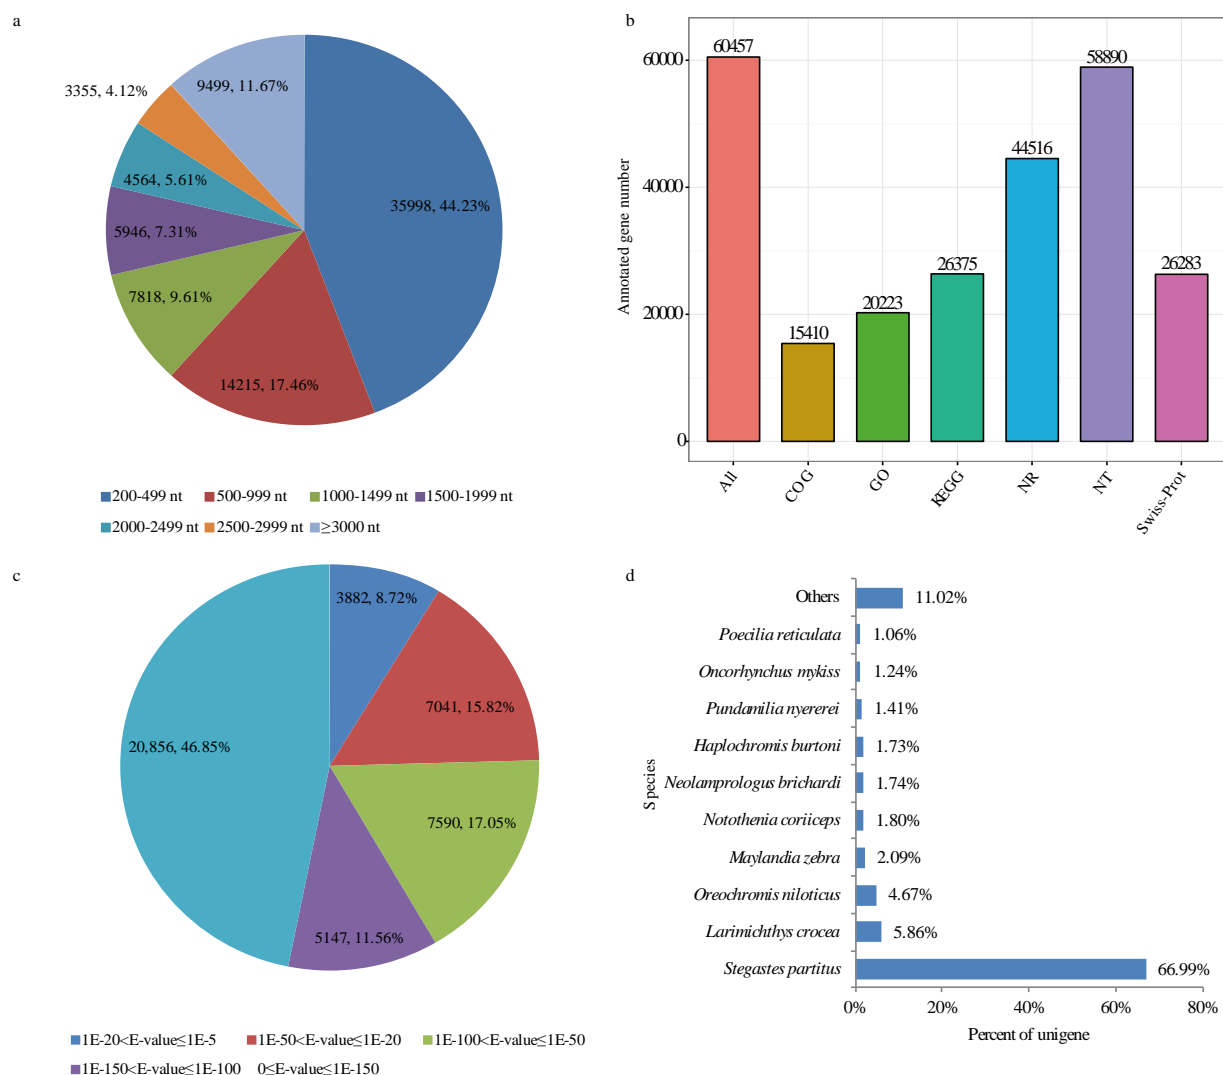 a
9499, 11.67%
3355, 4.12%
4564, 5.61%
35998, 44.23%
5946, 7.31%
7818, 9.61%
14215, 17.46%
200-499 nt 500-999 nt 1000-1499 nt 1500-1999 nt
2000-2499 nt 2500-2999 nt ≥3000 nt
b
Annotated gene number
60000
40000
20000
0
60457
15410
20223
26375
44516
58890
26283
All
COG
GO
KEGG
NR
NT
Swiss-Prot
c
3882, 8.72%
7041, 15.82%
20,856, 46.85%
7590, 17.05%
5147, 11.56%
1E-20<E-value≤1E-5 1E-50<E-value≤1E-20 1E-100<E-value≤1E-50
1E-150<E-value≤1E-100 0≤E-value≤1E-150
d
Species
Others 11.02%
Poecilia reticulata 1.06%
Oncorhynchus mykiss 1.24%
Pundamilia nyererei 1.41%
Haplochromis burtoni 1.73%
Neolamprologus brichardi 1.74%
Notothenia coriiceps 1.80%
Maylandia zebra 2.09%
Oreochromis niloticus 4.67%
Larimichthys crocea 5.86%
Stegastes partitus 66.99%
0% 20% 40% 60% 80%
Percent of unigene